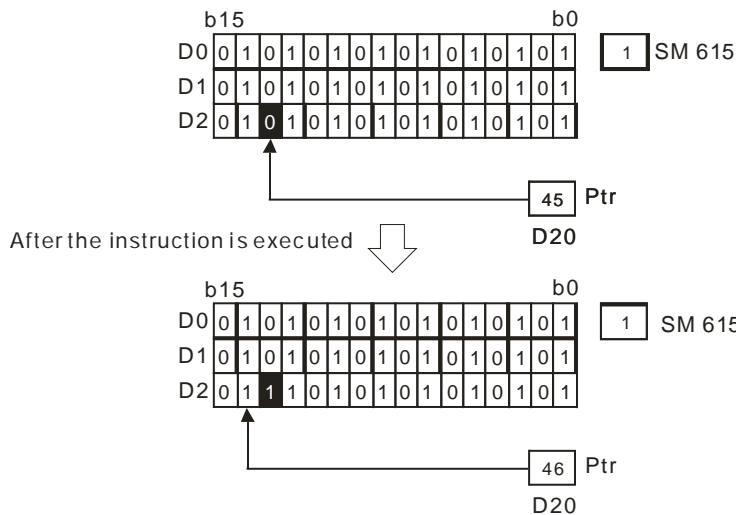 b15 b0
D0 0 1 0 1 0 1 0 1 0 1 0 1 0 1 0 1 1 SM 615
D1 0 1 0 1 0 1 0 1 0 1 0 1 0 1 0 1
D2 0 1 0 1 0 1 0 1 0 1 0 1 0 1 0 1
45 Ptr
D20
After the instruction is executed
b15 b0
D0 0 1 0 1 0 1 0 1 0 1 0 1 0 1 0 1 1 SM 615
D1 0 1 0 1 0 1 0 1 0 1 0 1 0 1 0 1
D2 0 1 1 1 0 1 0 1 0 1 0 1 0 1 0 1
46 Ptr
D20